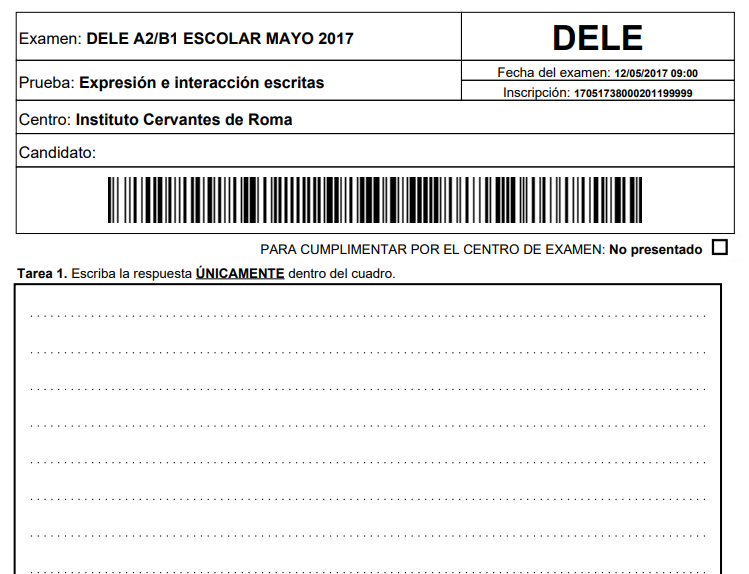 Examen: DELE A2/B1 ESCOLAR MAYO 2017
DELE
Prueba: Expresión e interacción escritas
Fecha del examen: 12/05/2017 09:00
Inscripción: 17051738000201199999
Centro: Instituto Cervantes de Roma
Candidato:
PARA CUMPLIMENTAR POR EL CENTRO DE EXAMEN: No presentado
Tarea 1. Escriba la respuesta ÚNICAMENTE dentro del cuadro.